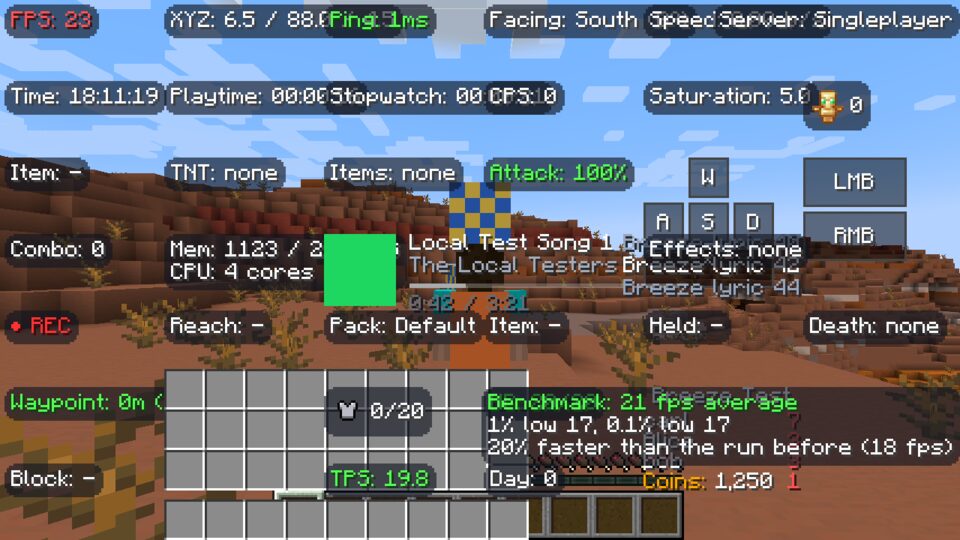 FPS: 23
XYZ: 6.5 / 88.
Ping: 1ms
Facing: South
Speed
Server: Singleplayer
Time: 18:11:19
Playtime: 00:00
Stopwatch: 00
CPS: 0
Saturation: 5.0
0
Item: -
TNT: none
Items: none
Attack: 100%
W
LMB
A S D
RMB
Combo: 0
Mem: 1123 / 2
CPU: 4 cores
Local Test Song 1
The Local Testers
0:42 / 3:21
Effects: none
Breeze lyric 42
Breeze lyric 44
• REC
Reach: -
Pack: Default
Item: -
Held: -
Death: none
Waypoint: 0m (
0/20
Breeze Test
Benchmark: 21 fps average
1% low 17, 0.1% low 17
20% faster than the run before (18 fps)
Block: -
TPS: 19.8
Day: 0
Coins: 1,250
1